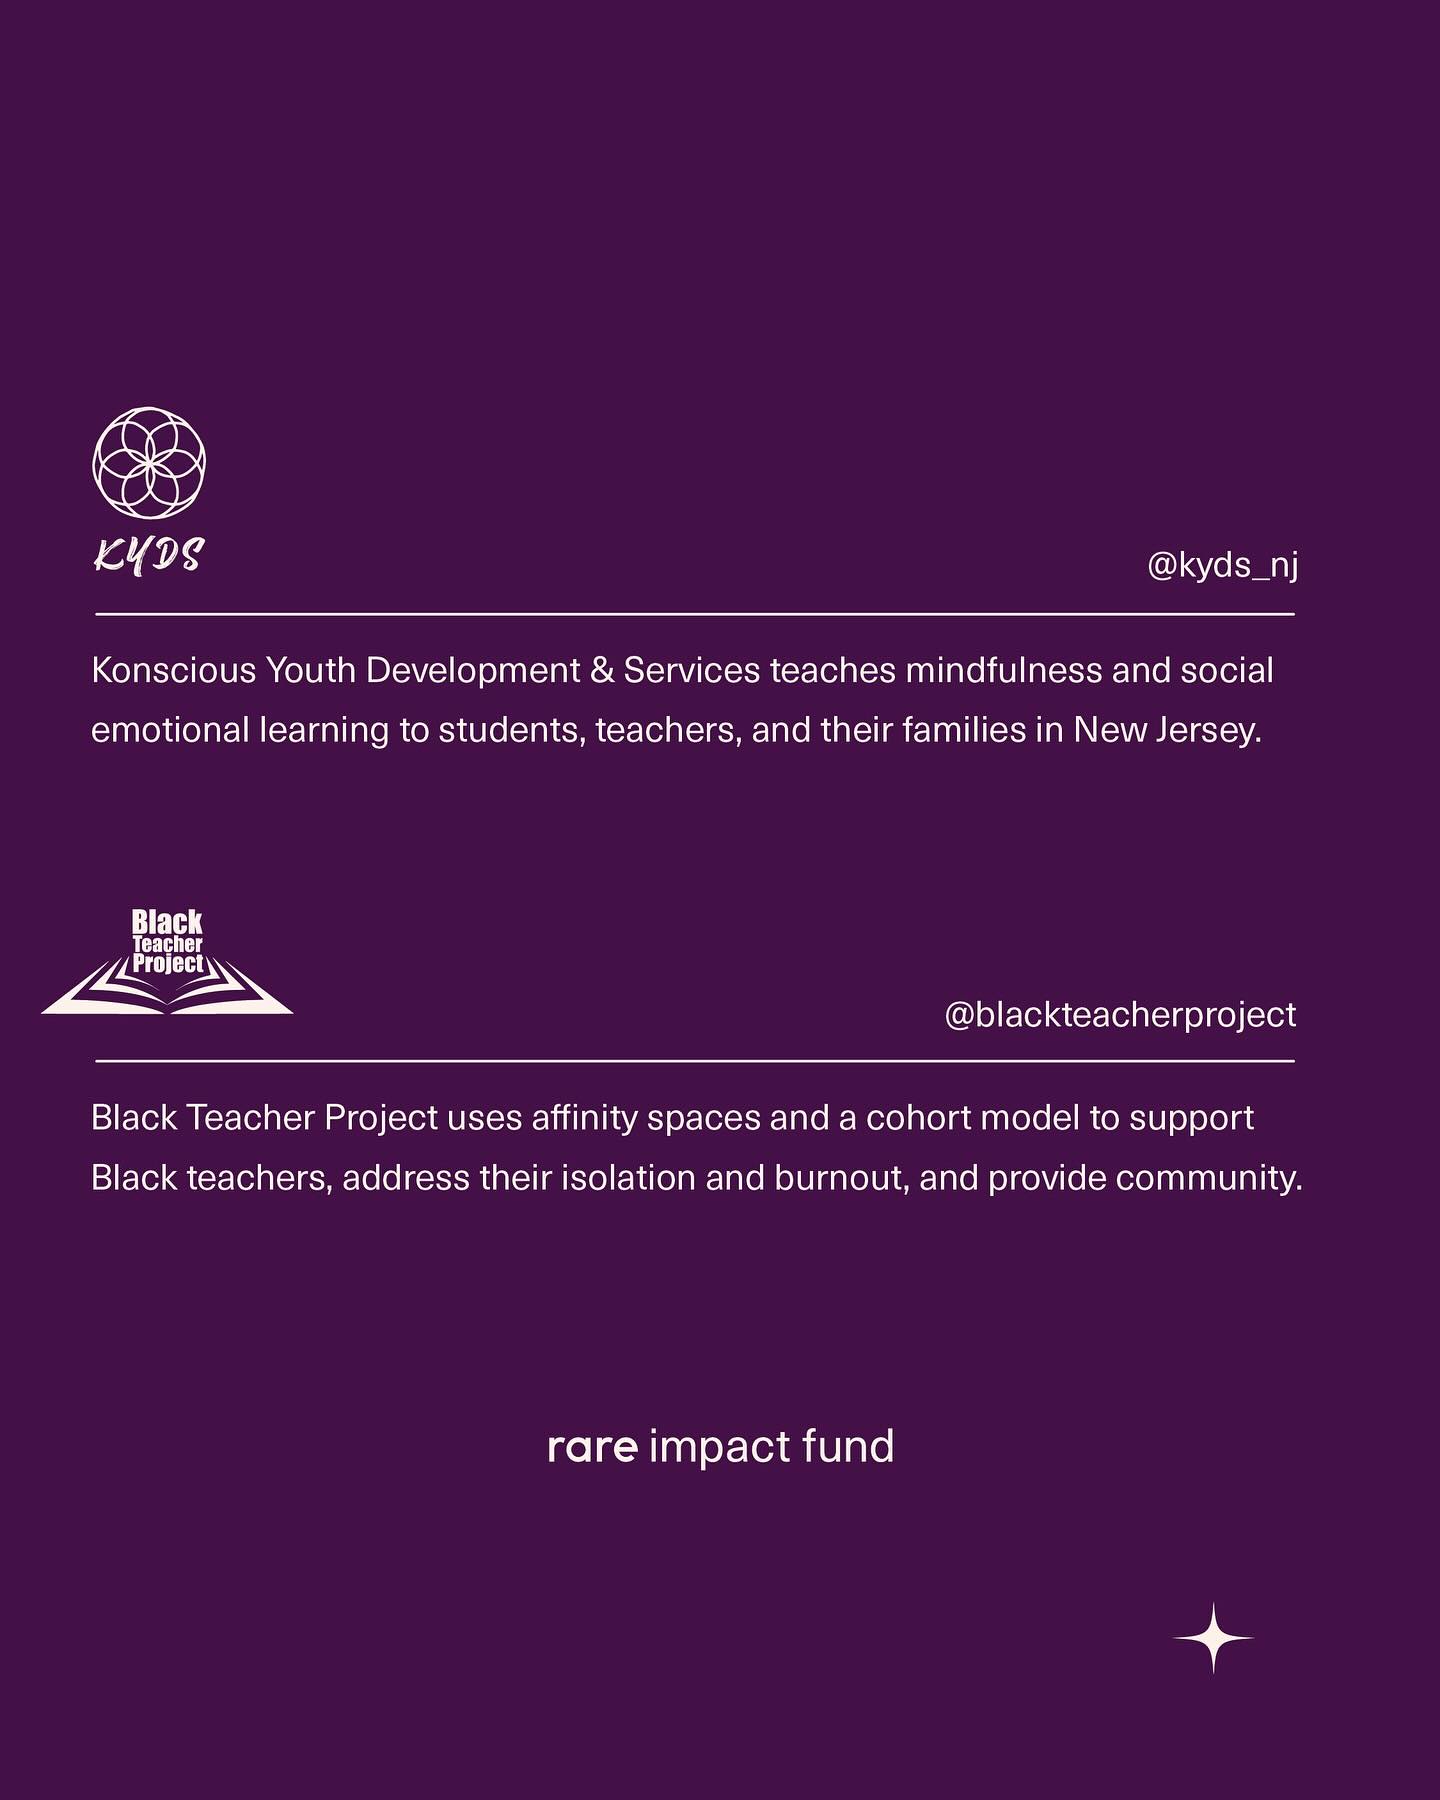 KYDS
@kyds_nj
Konscious Youth Development & Services teaches mindfulness and social
emotional learning to students, teachers, and their families in New Jersey.
Black
Teacher
Project
@blackteacherproject
Black Teacher Project uses affinity spaces and a cohort model to support
Black teachers, address their isolation and burnout, and provide community.
rare impact fund